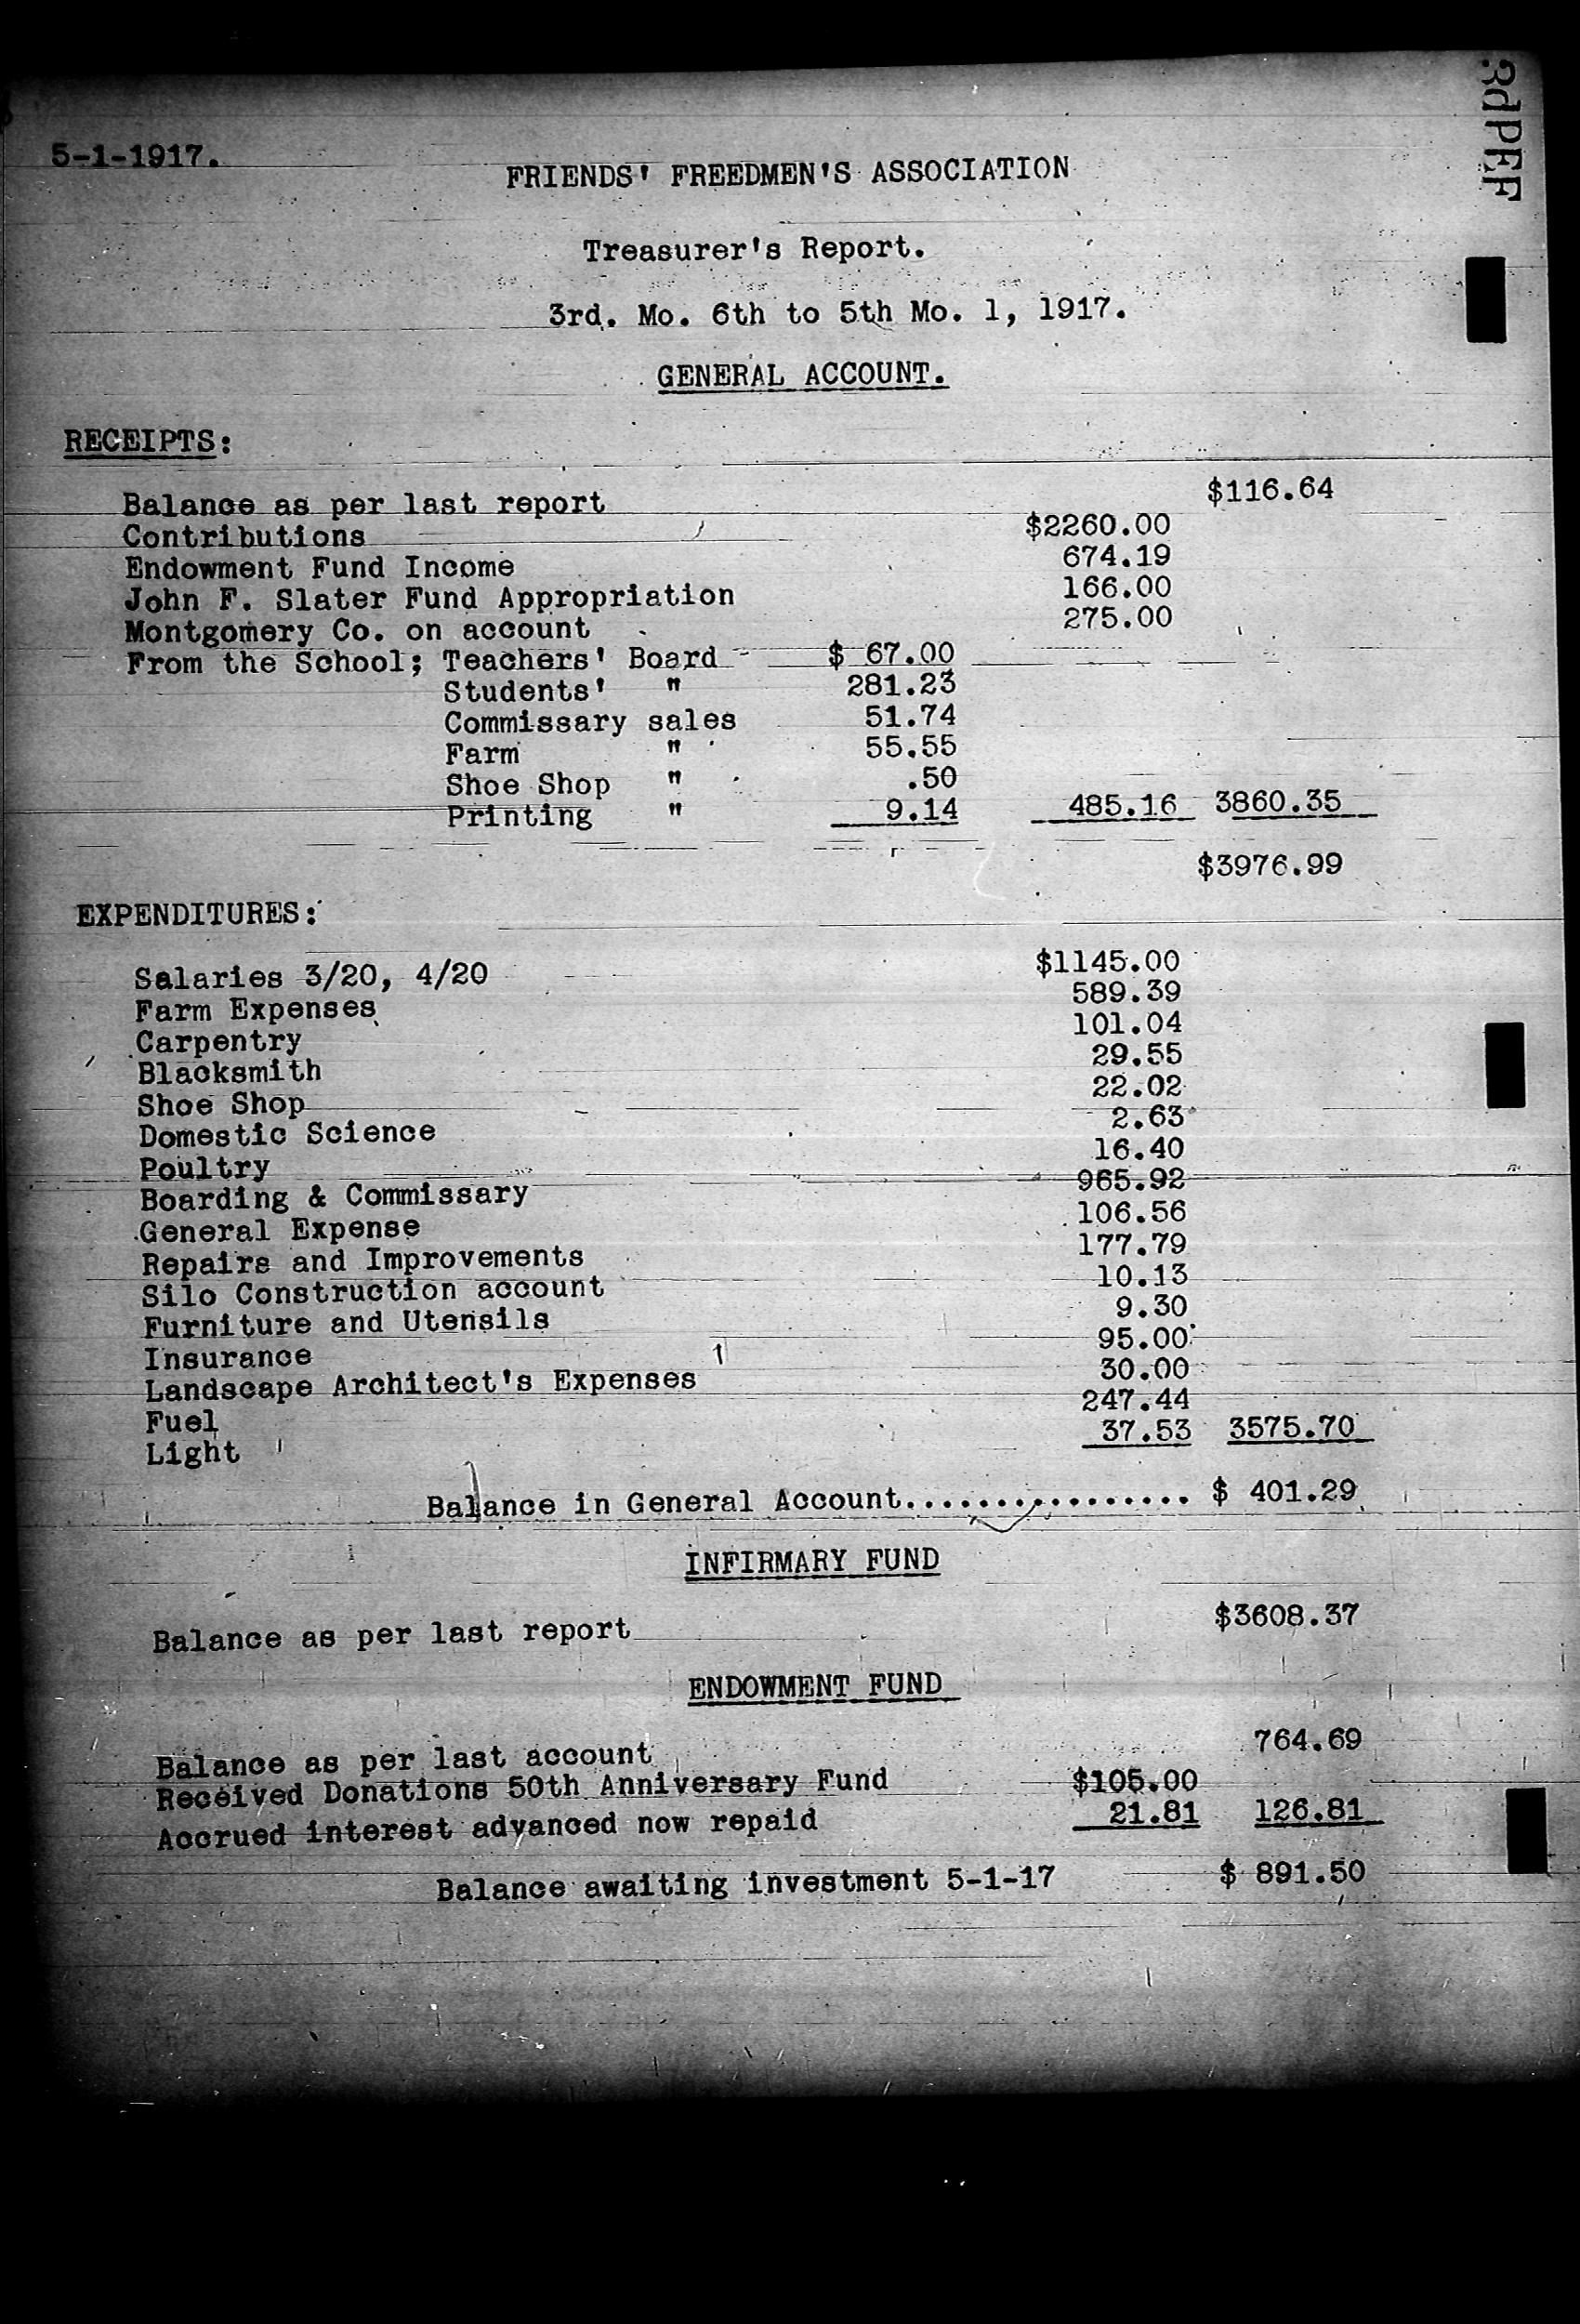 5-1-1917.
FRIENDS' FREEDMEN'S ASSOCIATION
Treasurer's Report.
3rd. Mo. 6th to 5th Mo. 1, 1917.
GENERAL ACCOUNT.
RECEIPTS:
Balance as per last report $116.64
Contributions $2260.00
Endowment Fund Income 674.19
John F. Slater Fund Appropriation 166.00
Montgomery Co. on account 275.00
From the School; Teachers' Board $ 67.00
Students' " 281.23
Commissary sales 51.74
Farm " 55.55
Shoe Shop " .50
Printing " 9.14 485.16 3860.35
$3976.99
EXPENDITURES:
Salaries 3/20, 4/20 $1145.00
Farm Expenses 589.39
Carpentry 101.04
Blacksmith 29.55
Shoe Shop 22.02
Domestic Science 2.63
Poultry 16.40
Boarding & Commissary 965.92
General Expense 106.56
Repairs and Improvements 177.79
Silo Construction account 10.13
Furniture and Utensils 9.30
Insurance 95.00
Landscape Architect's Expenses 30.00
Fuel 247.44
Light 37.53 3575.70
Balance in General Account................. $ 401.29
INFIRMARY FUND
Balance as per last report $3608.37
ENDOWMENT FUND
Balance as per last account 764.69
Received Donations 50th Anniversary Fund $105.00
Accrued interest advanced now repaid 21.81 126.81
Balance awaiting investment 5-1-17 $ 891.50